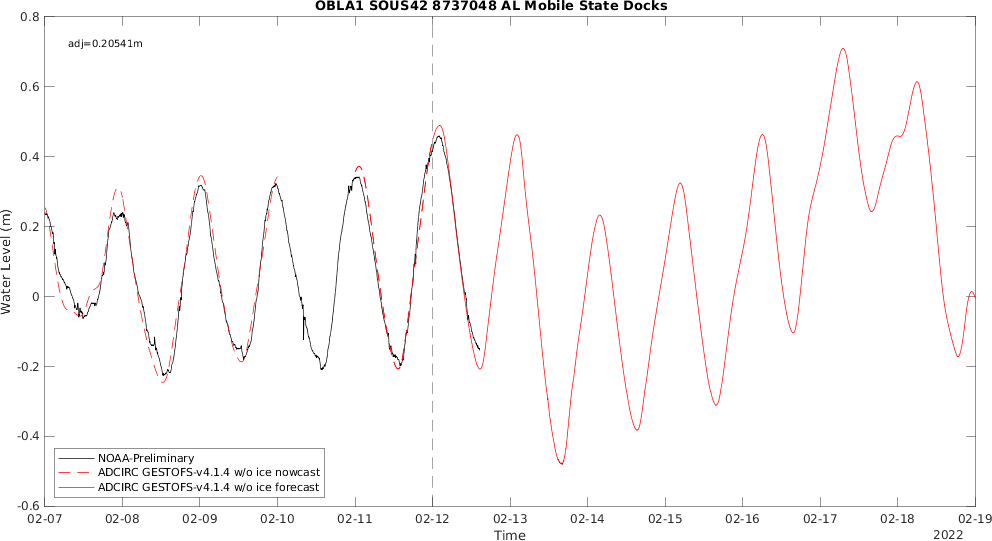 OBLA1 SOUS42 8737048 AL Mobile State Docks
adj=0.20541m
0.8
0.6
0.4
0.2
0
-0.2
-0.4
-0.6
Water Level (m)
NOAA-Preliminary
ADCIRC GESTOFS-v4.1.4 w/o ice nowcast
ADCIRC GESTOFS-v4.1.4 w/o ice forecast
02-07 02-08 02-09 02-10 02-11 02-12 02-13 02-14 02-15 02-16 02-17 02-18 02-19
Time
2022